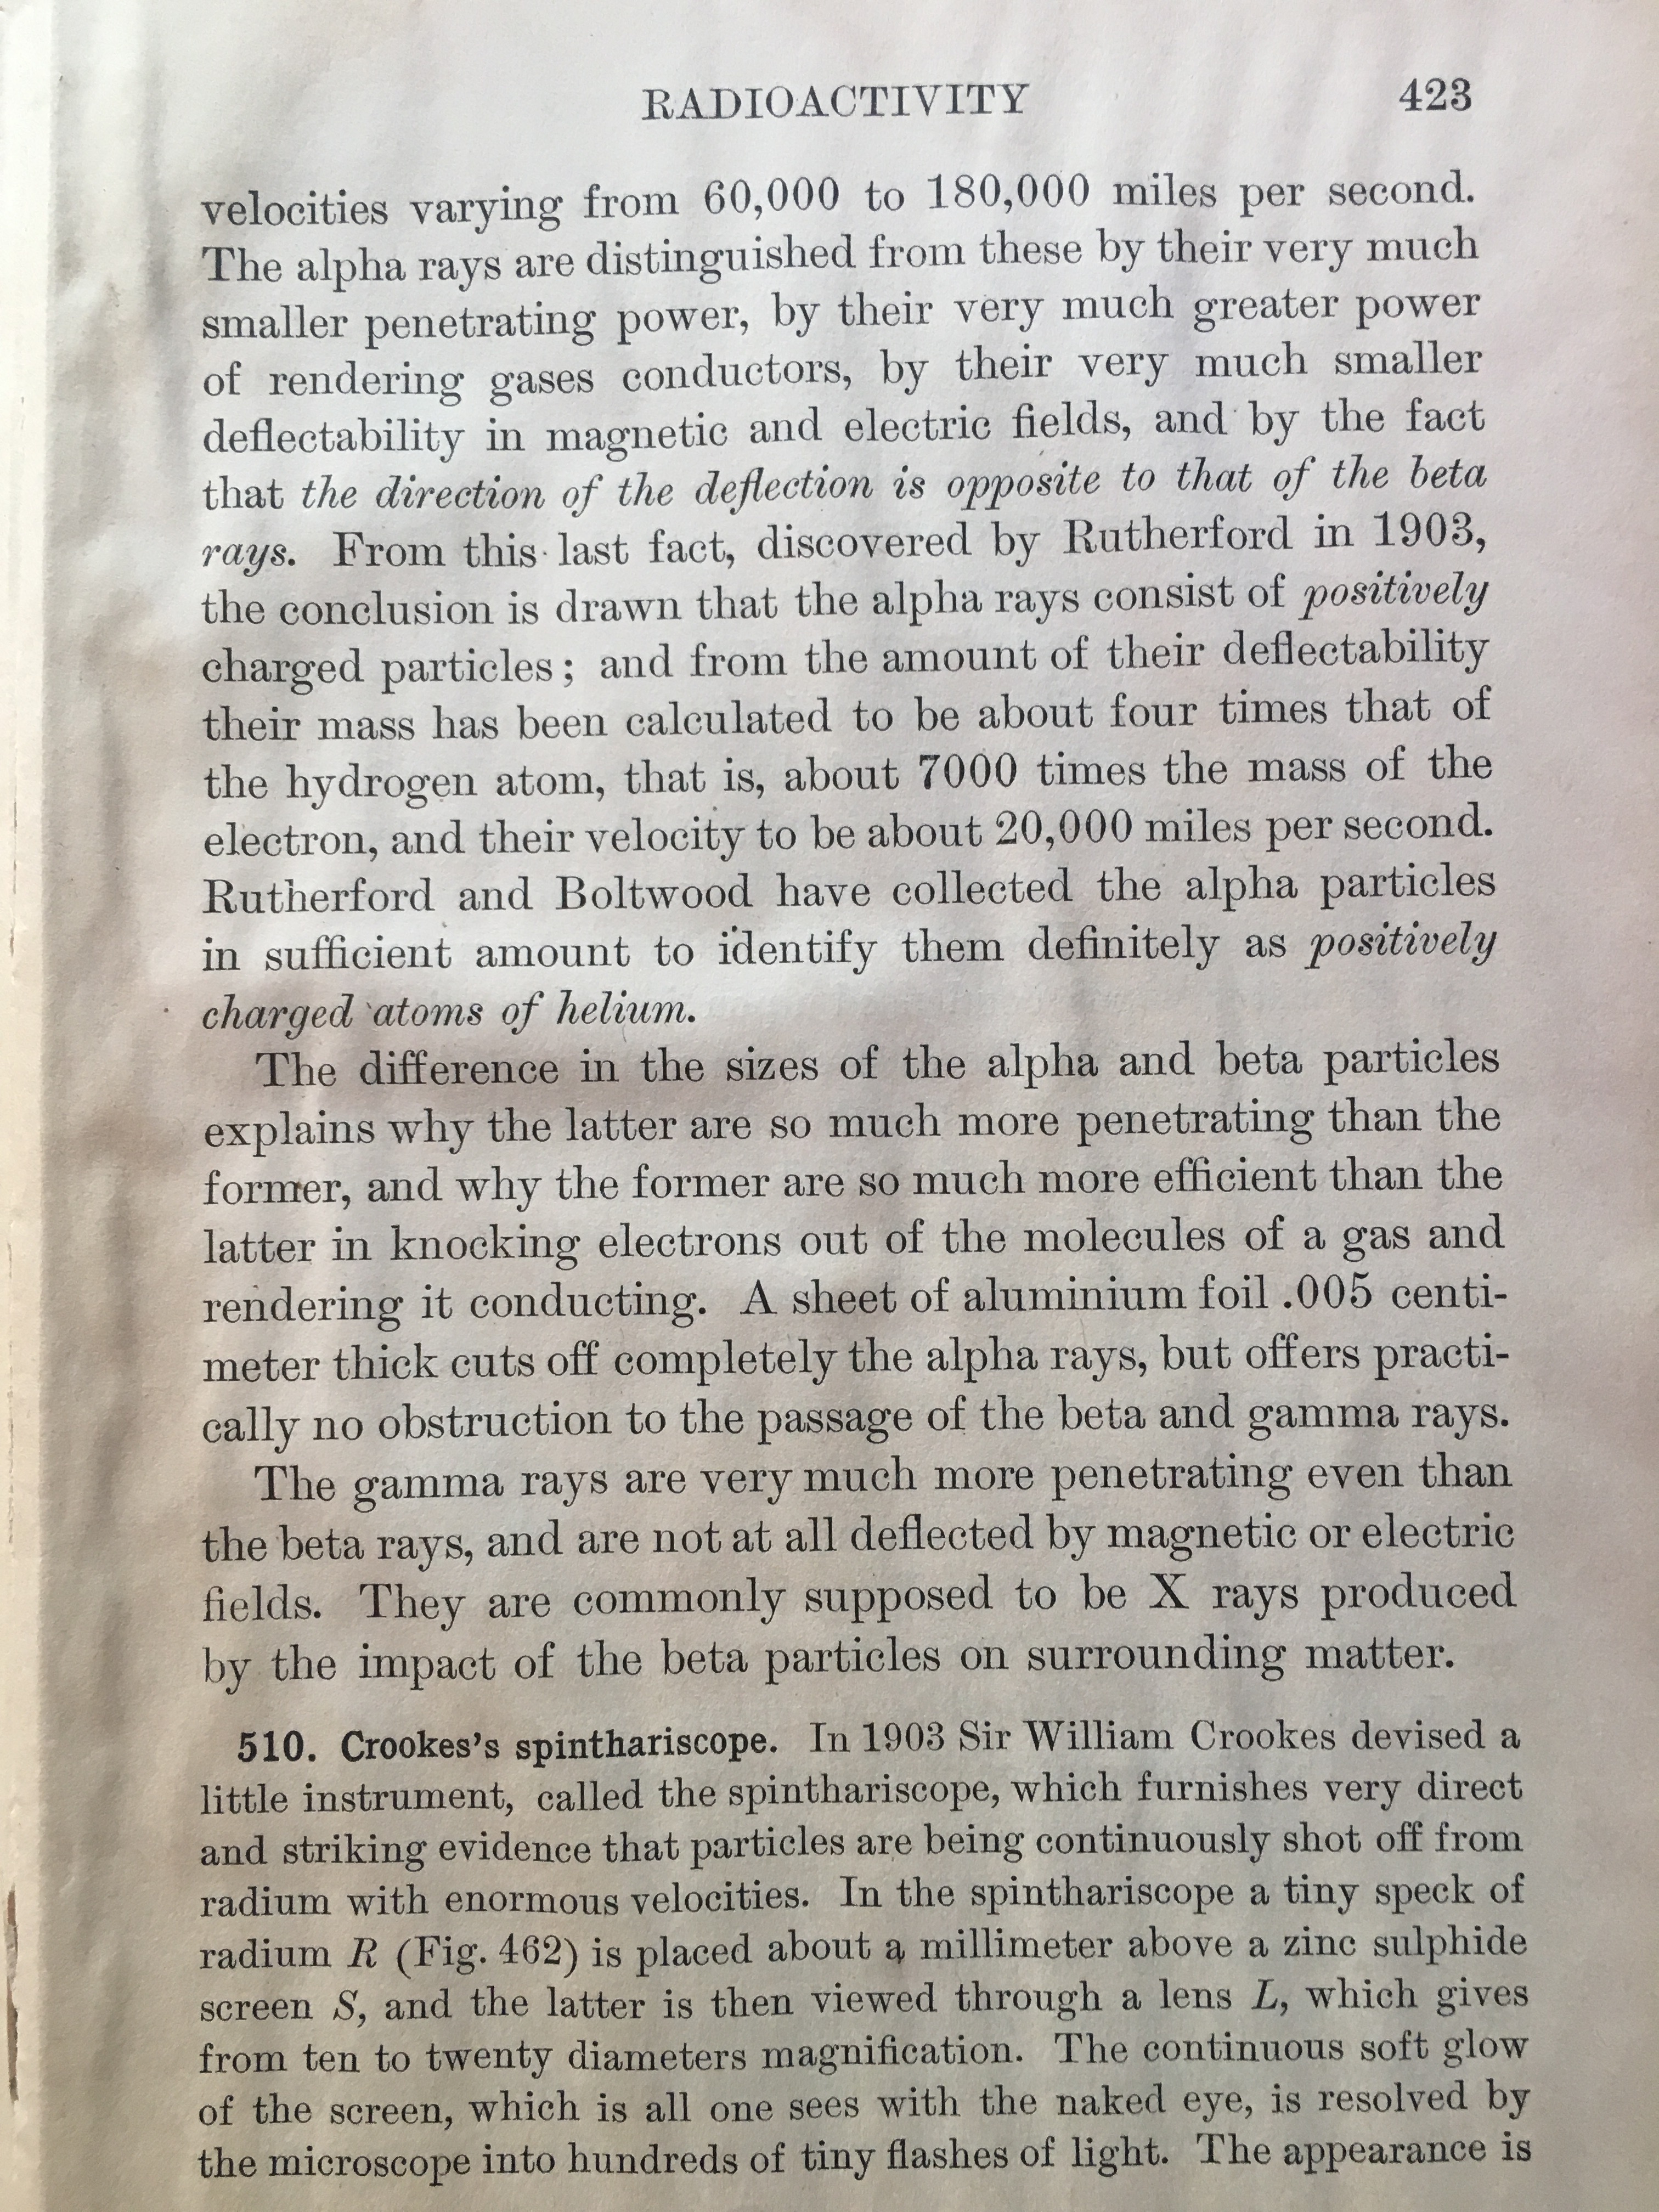 RADIOACTIVITY 423
velocities varying from 60,000 to 180,000 miles per second.
The alpha rays are distinguished from these by their very much
smaller penetrating power, by their very much greater power
of rendering gases conductors, by their very much smaller
deflectability in magnetic and electric fields, and by the fact
that the direction of the deflection is opposite to that of the beta
rays. From this last fact, discovered by Rutherford in 1903,
the conclusion is drawn that the alpha rays consist of positively
charged particles; and from the amount of their deflectability
their mass has been calculated to be about four times that of
the hydrogen atom, that is, about 7000 times the mass of the
electron, and their velocity to be about 20,000 miles per second.
Rutherford and Boltwood have collected the alpha particles
in sufficient amount to identify them definitely as positively
charged atoms of helium.
The difference in the sizes of the alpha and beta particles
explains why the latter are so much more penetrating than the
former, and why the former are so much more efficient than the
latter in knocking electrons out of the molecules of a gas and
rendering it conducting. A sheet of aluminium foil .005 centi-
meter thick cuts off completely the alpha rays, but offers practi-
cally no obstruction to the passage of the beta and gamma rays.
The gamma rays are very much more penetrating even than
the beta rays, and are not at all deflected by magnetic or electric
fields. They are commonly supposed to be X rays produced
by the impact of the beta particles on surrounding matter.
510. Crookes's spinthariscope. In 1903 Sir William Crookes devised a
little instrument, called the spinthariscope, which furnishes very direct
and striking evidence that particles are being continuously shot off from
radium with enormous velocities. In the spinthariscope a tiny speck of
radium R (Fig. 462) is placed about a millimeter above a zinc sulphide
screen S, and the latter is then viewed through a lens L, which gives
from ten to twenty diameters magnification. The continuous soft glow
of the screen, which is all one sees with the naked eye, is resolved by
the microscope into hundreds of tiny flashes of light. The appearance is